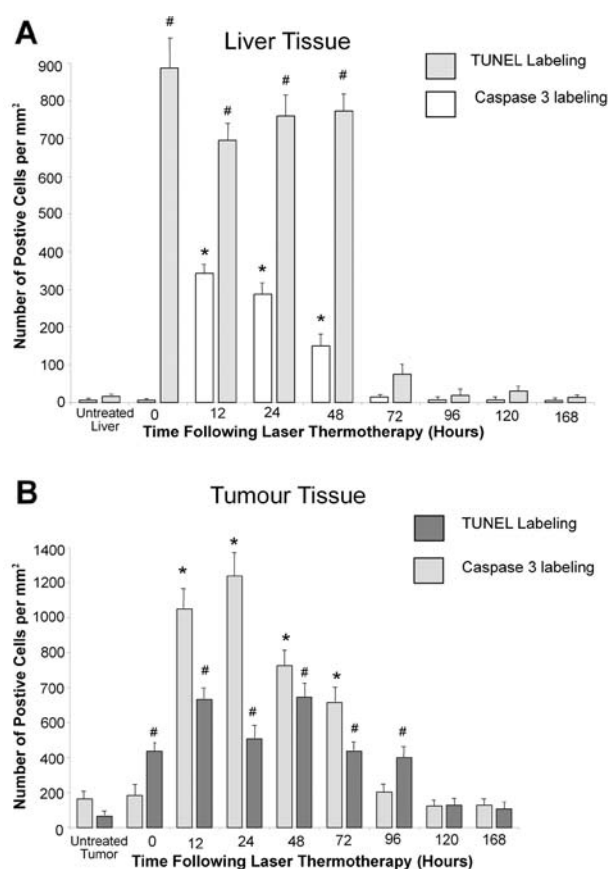 A
Liver Tissue
TUNEL Labeling
Caspase 3 labeling
Number of Postive Cells per mm²
900
800
700
600
500
400
300
200
100
0
# # # #
* * *
Untreated Liver 0 12 24 48 72 96 120 168
Time Following Laser Thermotherapy (Hours)
B
Tumour Tissue
TUNEL Labeling
Caspase 3 labeling
Number of Postive Cells per mm²
1400
1200
1000
800
600
400
200
0
* * * *
# # # # # #
Untreated Tumor 0 12 24 48 72 96 120 168
Time Following Laser Thermotherapy (Hours)